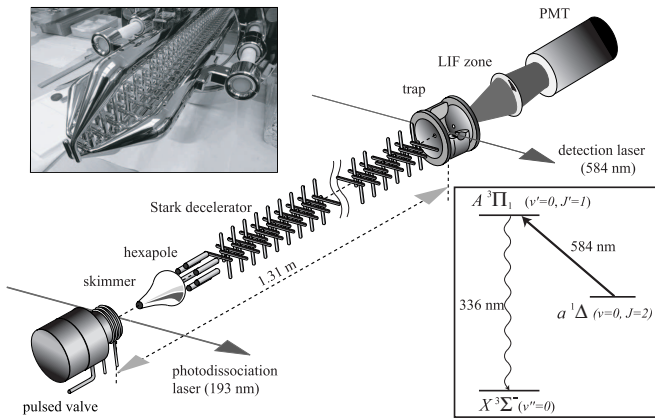 PMT
LIF zone
trap
detection laser
(584 nm)
Stark decelerator
hexapole
skimmer
1.31 m
photodissociation
laser (193 nm)
pulsed valve
A ³Π₁ (v'=0, J'=1)
584 nm
336 nm
a ¹Δ (v=0, J=2)
X ³Σ⁻ (v''=0)